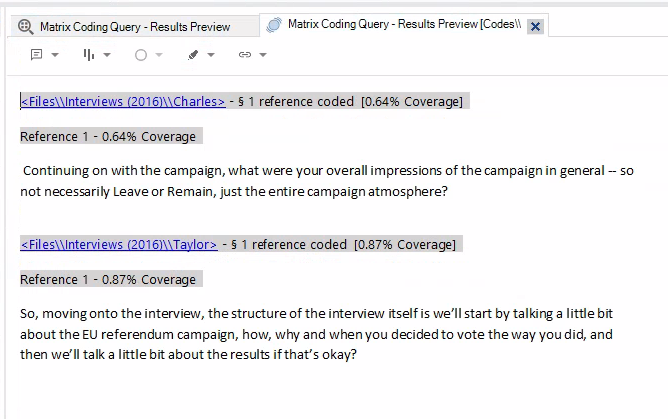 Matrix Coding Query - Results Preview
Matrix Coding Query - Results Preview [Codes\\
<Files\\Interviews (2016)\\Charles> - § 1 reference coded [0.64% Coverage]
Reference 1 - 0.64% Coverage
Continuing on with the campaign, what were your overall impressions of the campaign in general -- so
not necessarily Leave or Remain, just the entire campaign atmosphere?
<Files\\Interviews (2016)\\Taylor> - § 1 reference coded [0.87% Coverage]
Reference 1 - 0.87% Coverage
So, moving onto the interview, the structure of the interview itself is we’ll start by talking a little bit
about the EU referendum campaign, how, why and when you decided to vote the way you did, and
then we’ll talk a little bit about the results if that’s okay?